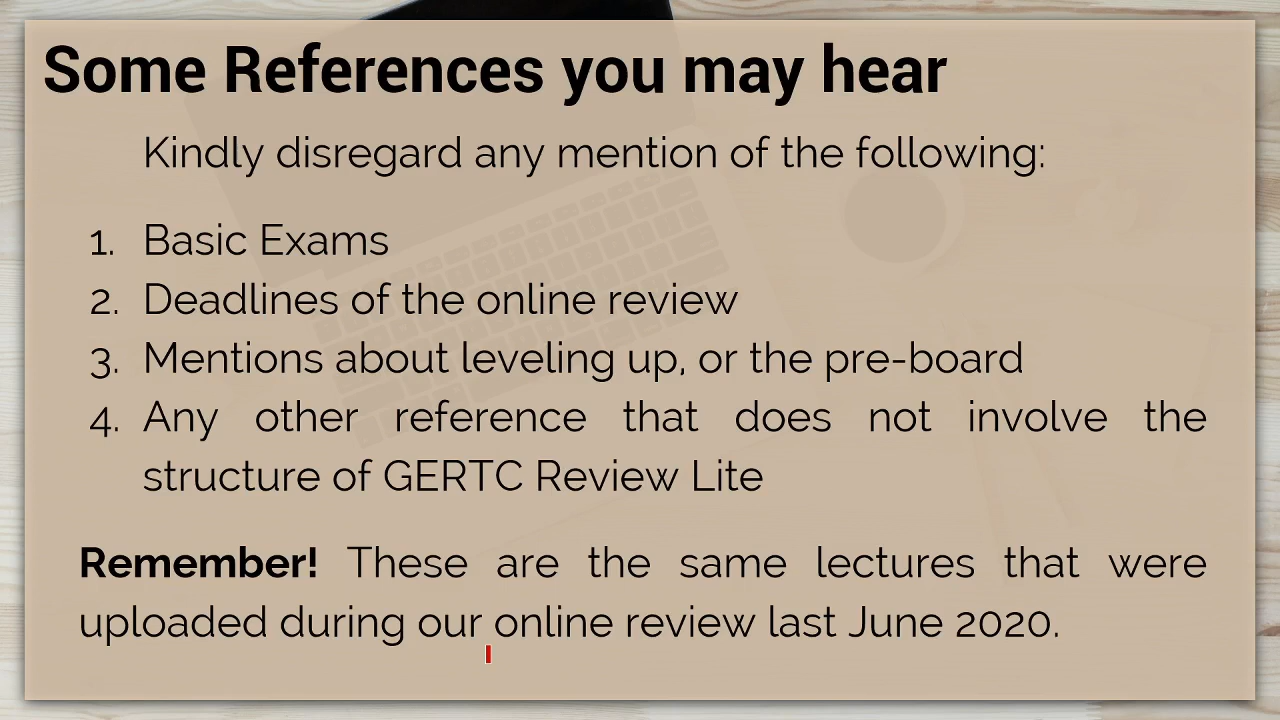 Some References you may hear
Kindly disregard any mention of the following:
1. Basic Exams
2. Deadlines of the online review
3. Mentions about leveling up, or the pre-board
4. Any other reference that does not involve the
structure of GERTC Review Lite
Remember! These are the same lectures that were
uploaded during our online review last June 2020.